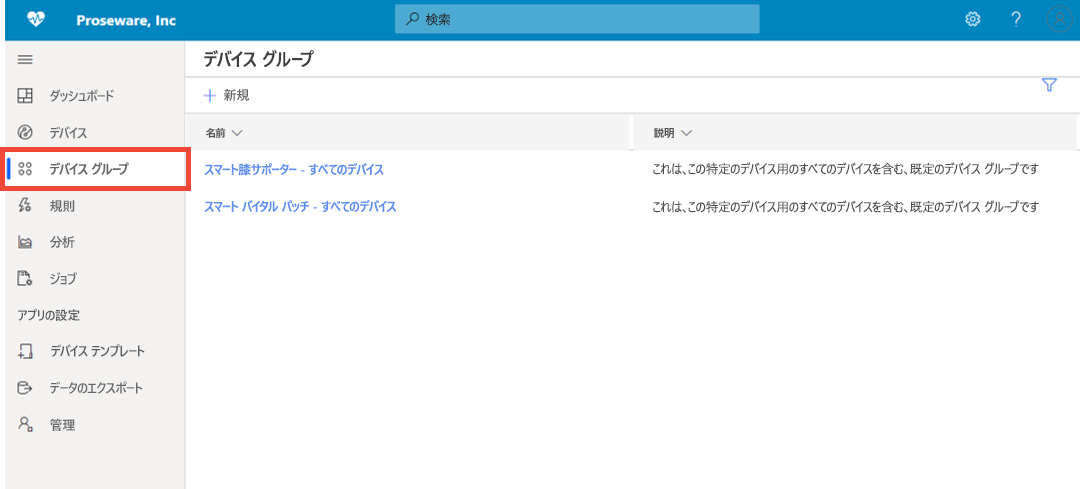 Proseware, Inc
検索
?
デバイス グループ
新規
ダッシュボード
デバイス
デバイス グループ
規則
分析
ジョブ
アプリの設定
デバイス テンプレート
データのエクスポート
管理
名前 説明
スマート膝サポーター - すべてのデバイス これは、この特定のデバイス用のすべてのデバイスを含む、既定のデバイス グループです
スマート バイタル パッチ - すべてのデバイス これは、この特定のデバイス用のすべてのデバイスを含む、既定のデバイス グループです